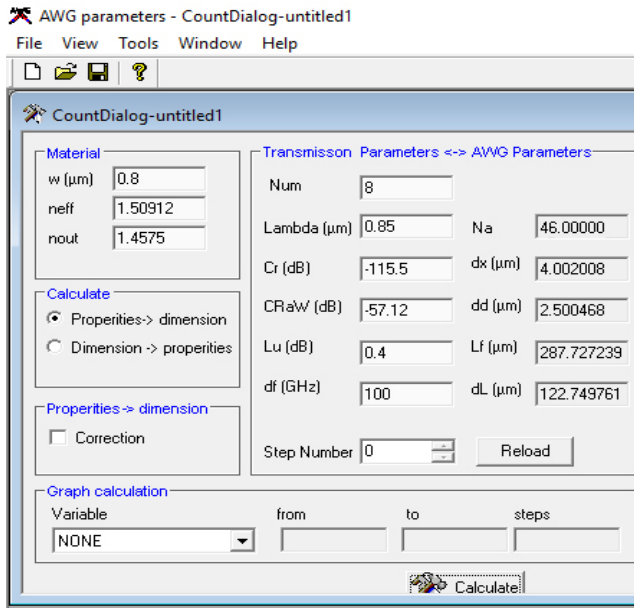 AWG parameters - CountDialog-untitled1
File View Tools Window Help
CountDialog-untitled1
Material
w (µm) 0.8
neff 1.50912
nout 1.4575
Calculate
Properities-> dimension
Dimension -> properities
Properities-> dimension
Correction
Transmisson Parameters <-> AWG Parameters
Num 8
Lambda (µm) 0.85 Na 46.00000
Cr (dB) -115.5 dx (µm) 4.002008
CRaW (dB) -57.12 dd (µm) 2.500468
Lu (dB) 0.4 Lf (µm) 287.727239
df (GHz) 100 dL (µm) 122.749761
Step Number 0 Reload
Graph calculation
Variable from to steps
NONE
Calculate